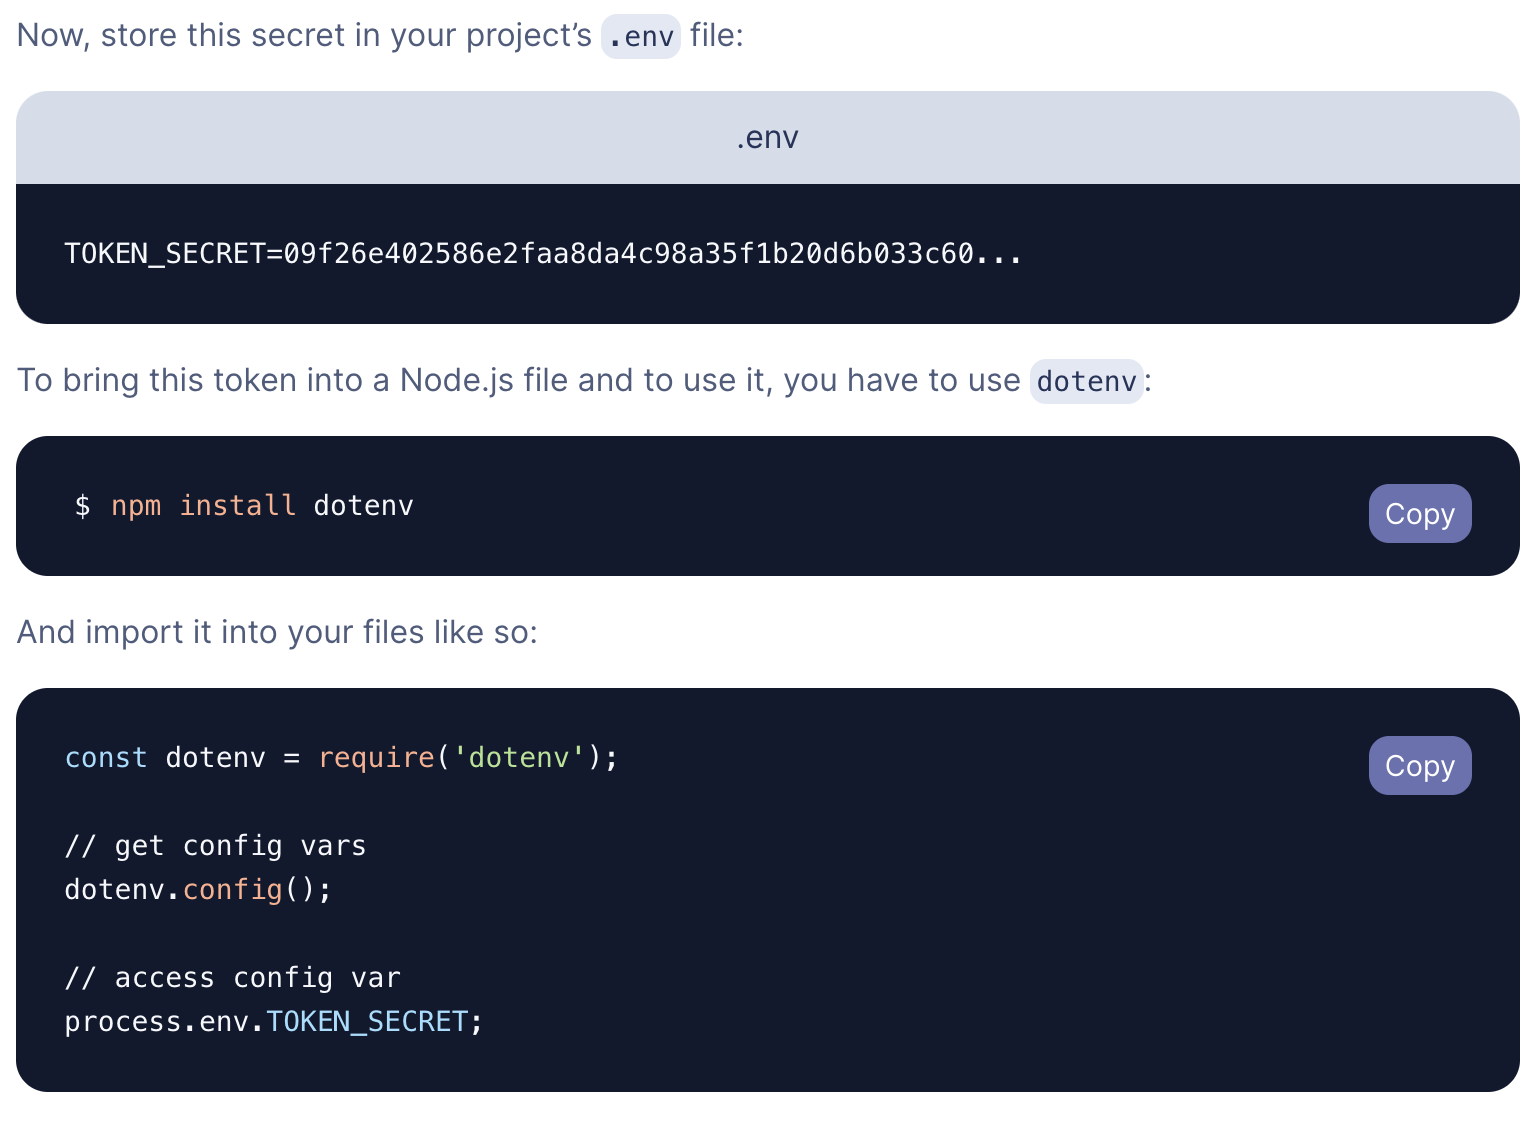 Now, store this secret in your project’s .env file:
.env
TOKEN_SECRET=09f26e402586e2faa8da4c98a35f1b20d6b033c60...
To bring this token into a Node.js file and to use it, you have to use dotenv:
$ npm install dotenv
Copy
And import it into your files like so:
const dotenv = require('dotenv');
Copy
// get config vars
dotenv.config();
// access config var
process.env.TOKEN_SECRET;